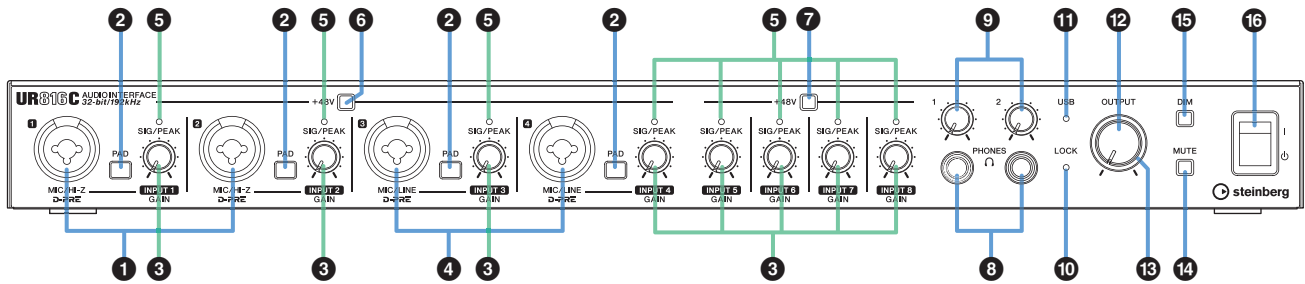 2 5 2 5 6 2 5 2 5 7 9 11 12 15 16
UR816C AUDIO INTERFACE
32-bit/192kHz
+48V +48V 1 2 USB OUTPUT DIM
1 2 3 4
SIG/PEAK SIG/PEAK SIG/PEAK SIG/PEAK SIG/PEAK SIG/PEAK SIG/PEAK SIG/PEAK
PAD PAD PAD PAD PHONES LOCK MUTE
MIC/HI-Z INPUT 1 MIC/HI-Z INPUT 2 MIC/LINE INPUT 3 MIC/LINE INPUT 4 INPUT 5 INPUT 6 INPUT 7 INPUT 8
D-PRE GAIN D-PRE GAIN D-PRE GAIN D-PRE GAIN GAIN GAIN GAIN GAIN
steinberg
1 3 3 4 3 3 8 10 13 14